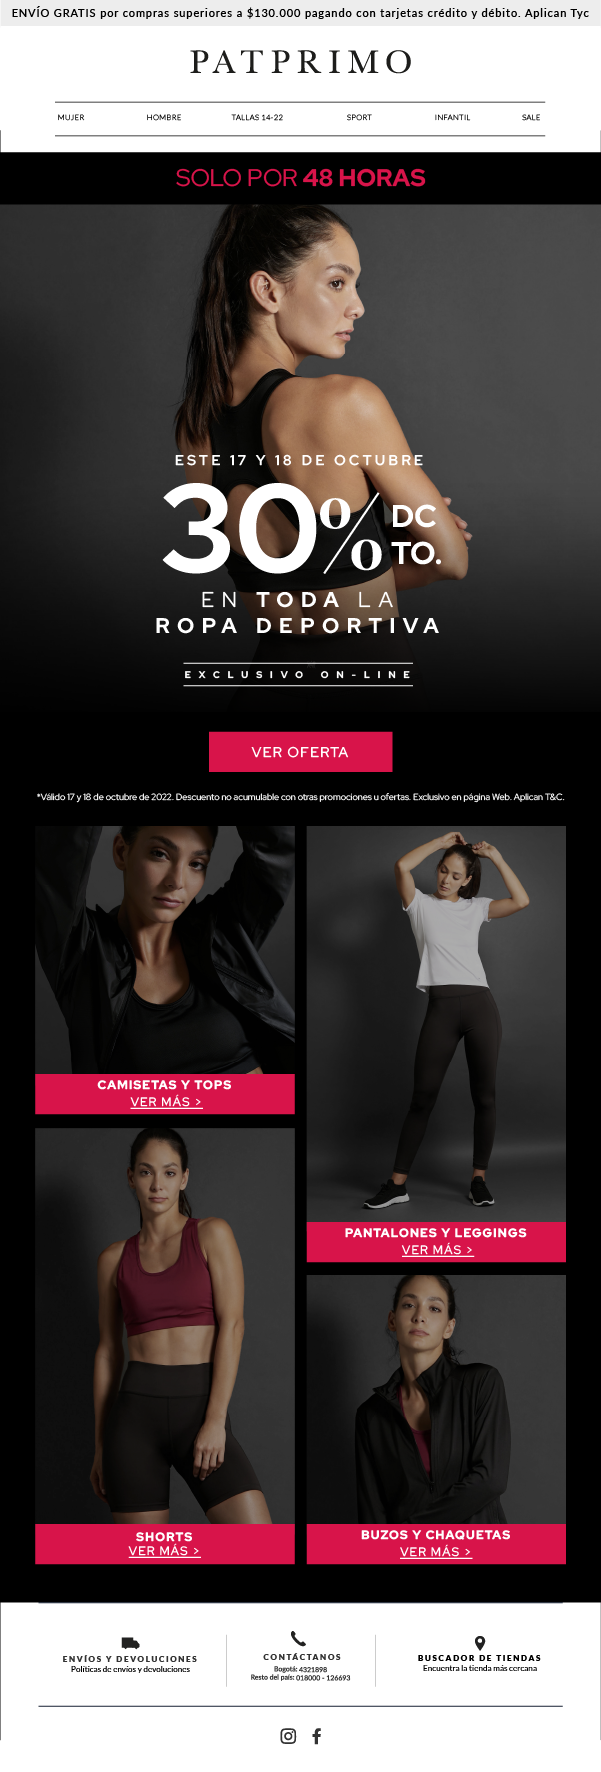 ENVÍO GRATIS por compras superiores a $130.000 pagando con tarjetas crédito y débito. Aplican Tyc
PATPRIMO
MUJER HOMBRE TALLAS 14-22 SPORT INFANTIL SALE
SOLO POR 48 HORAS
ESTE 17 Y 18 DE OCTUBRE
30% DC
TO.
EN TODA LA
ROPA DEPORTIVA
EXCLUSIVO ON-LINE
VER OFERTA
*Válido 17 y 18 de octubre de 2022. Descuento no acumulable con otras promociones u ofertas. Exclusivo en página Web. Aplican T&C.
CAMISETAS Y TOPS
VER MÁS >
PANTALONES Y LEGGINGS
VER MÁS >
SHORTS
VER MÁS >
BUZOS Y CHAQUETAS
VER MÁS >
ENVÍOS Y DEVOLUCIONES
Políticas de envíos y devoluciones
CONTÁCTANOS
Bogotá: 4321898
Resto del país: 018000 - 126693
BUSCADOR DE TIENDAS
Encuentra la tienda más cercana